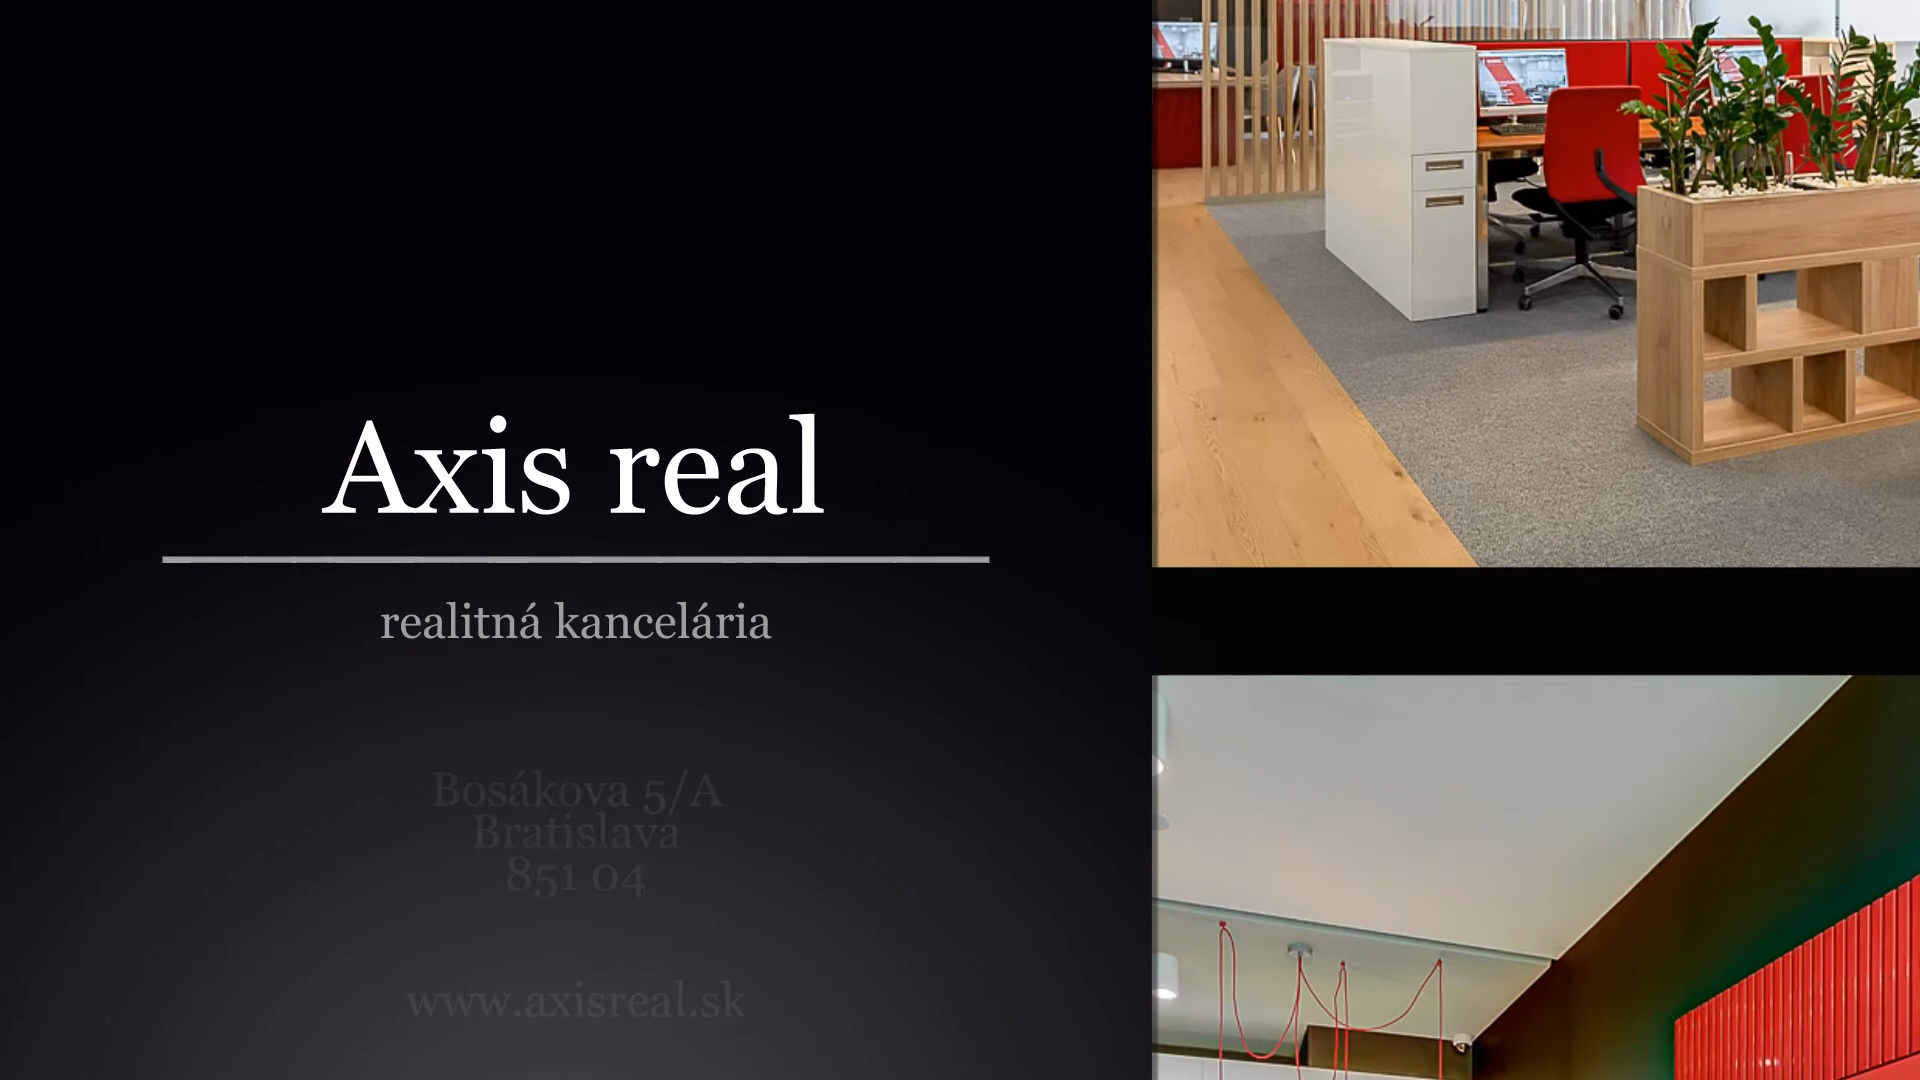 Axis real
realitná kancelária
Bosákova 5/A
Bratislava
851 04
www.axisreal.sk